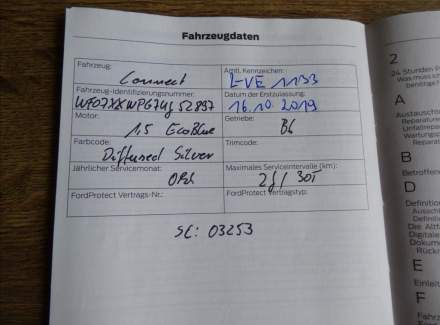 Fahrzeugdaten
Fahrzeug:
Connect
Amtl. Kennzeichen:
L-VE 1133
Fahrzeug-Identifizierungsnummer:
Datum der Erstzulassung:
16.10.2019
Motor:
1.5 EcoBlue
Getriebe:
B6
Farbcode:
Diffused Silver
Trimcode:
Jährlicher Servicemonat:
Okt
Maximales Serviceintervalle (km):
2J / 30T
FordProtect Vertrags-Nr.:
FordProtect Vertragstyp:
SC: 03253
2
24 Stunden
A
B
D
E
F